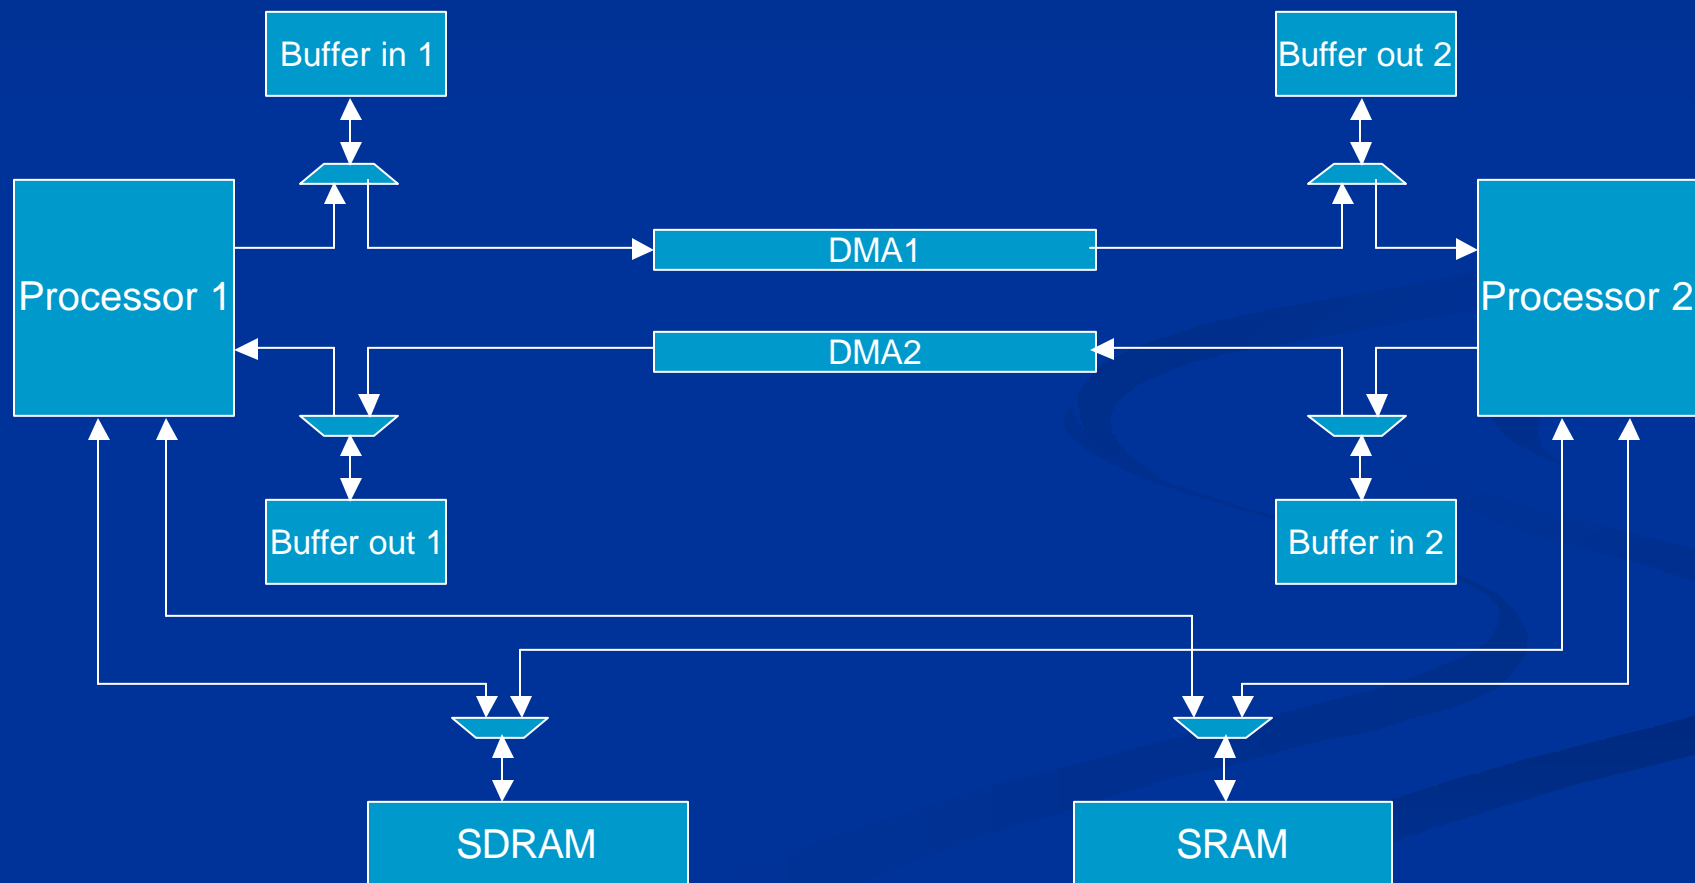 Buffer in 1
Buffer out 2
DMA1
Processor 1
Processor 2
DMA2
Buffer out 1
Buffer in 2
SDRAM
SRAM